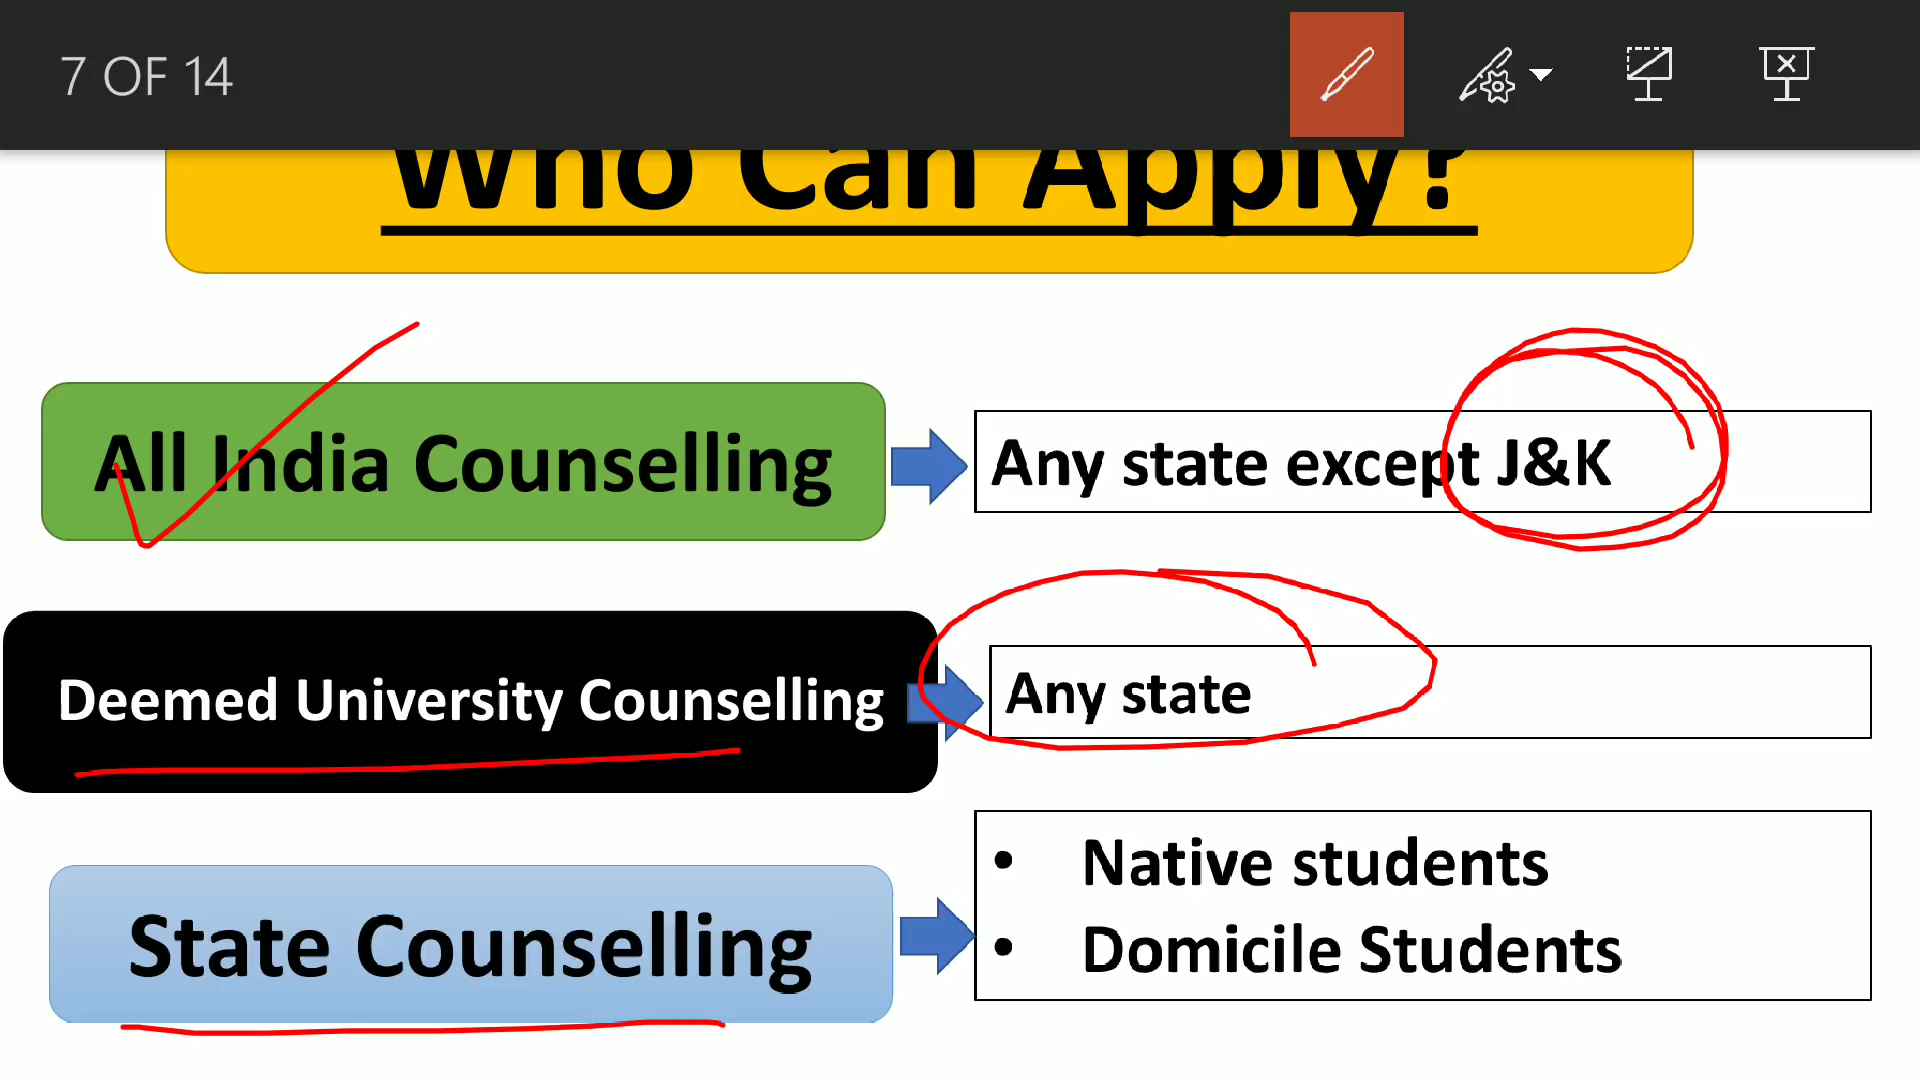 7 OF 14
Who Can Apply?
All India Counselling
Any state except J&K
Deemed University Counselling
Any state
State Counselling
• Native students
• Domicile Students